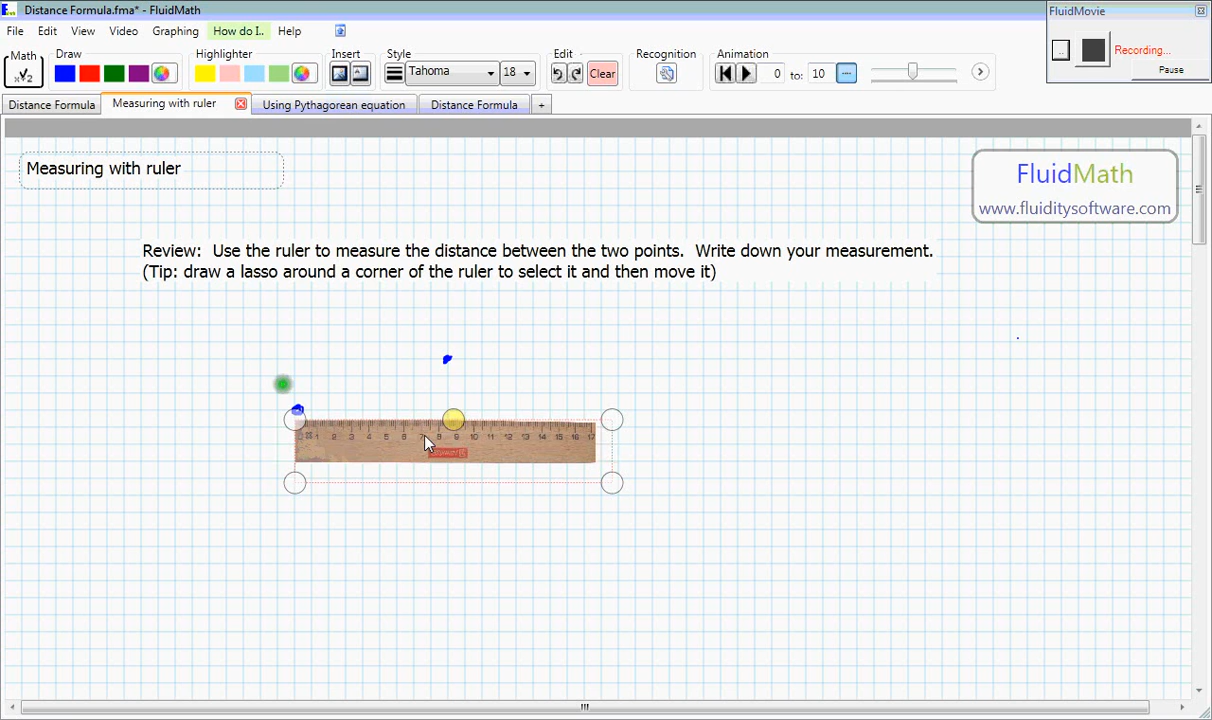 Distance Formula.fma* - FluidMath
FluidMovie
File Edit View Video Graphing How do I.. Help
Math Draw Highlighter Insert Style Edit Recognition Animation
Recording...
√2 Tahoma 18 Clear 0 to: 10
Pause
Distance Formula Measuring with ruler Using Pythagorean equation Distance Formula +
Measuring with ruler
FluidMath
www.fluiditysoftware.com
Review: Use the ruler to measure the distance between the two points. Write down your measurement.
(Tip: draw a lasso around a corner of the ruler to select it and then move it)
1 2 3 4 5 6 7 8 9 10 11 12 13 14 15 16 17